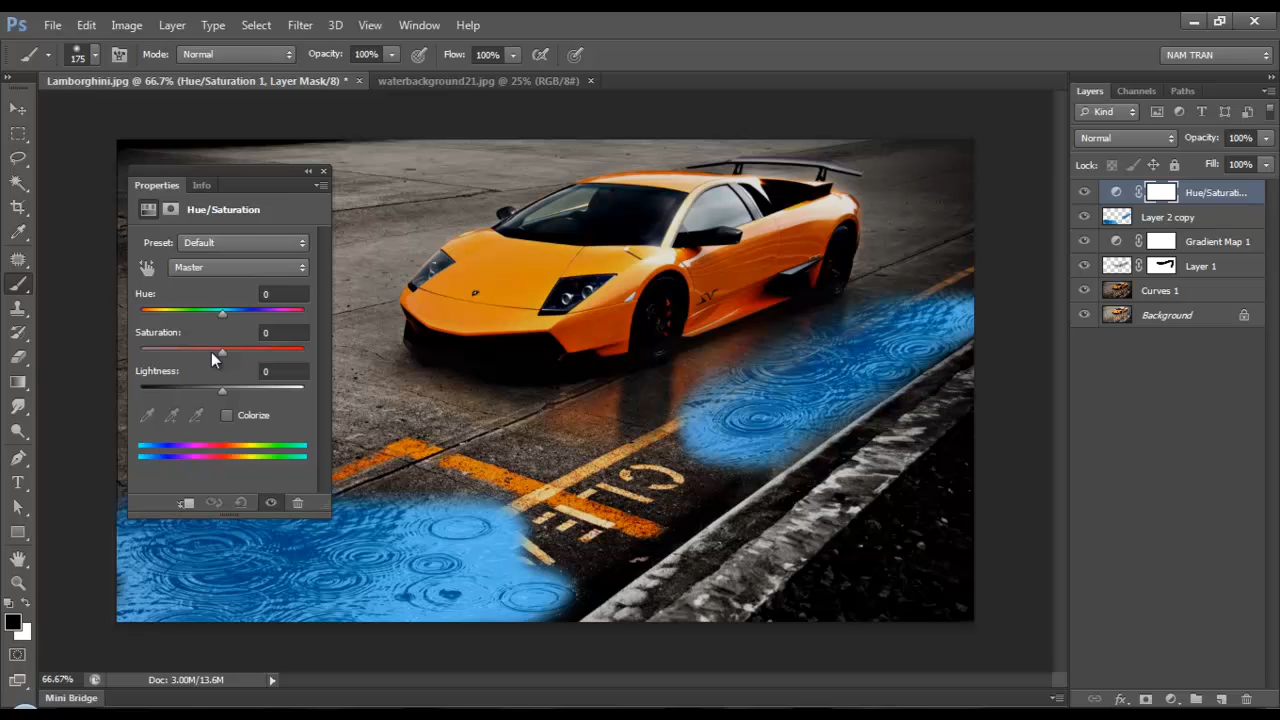 Ps File Edit Image Layer Type Select Filter 3D View Window Help
175 Mode: Normal Opacity: 100% Flow: 100% NAM TRAN
Lamborghini.jpg @ 66.7% (Hue/Saturation 1, Layer Mask/8) * × waterbackground21.jpg @ 25% (RGB/8#) ×
Properties Info
Hue/Saturation
Preset: Default
Master
Hue: 0
Saturation: 0
Lightness: 0
Colorize
Layers Channels Paths
Kind
Normal Opacity: 100%
Lock: Fill: 100%
Hue/Saturati...
Layer 2 copy
Gradient Map 1
Layer 1
Curves 1
Background
66.67% Doc: 3.00M/13.6M
Mini Bridge